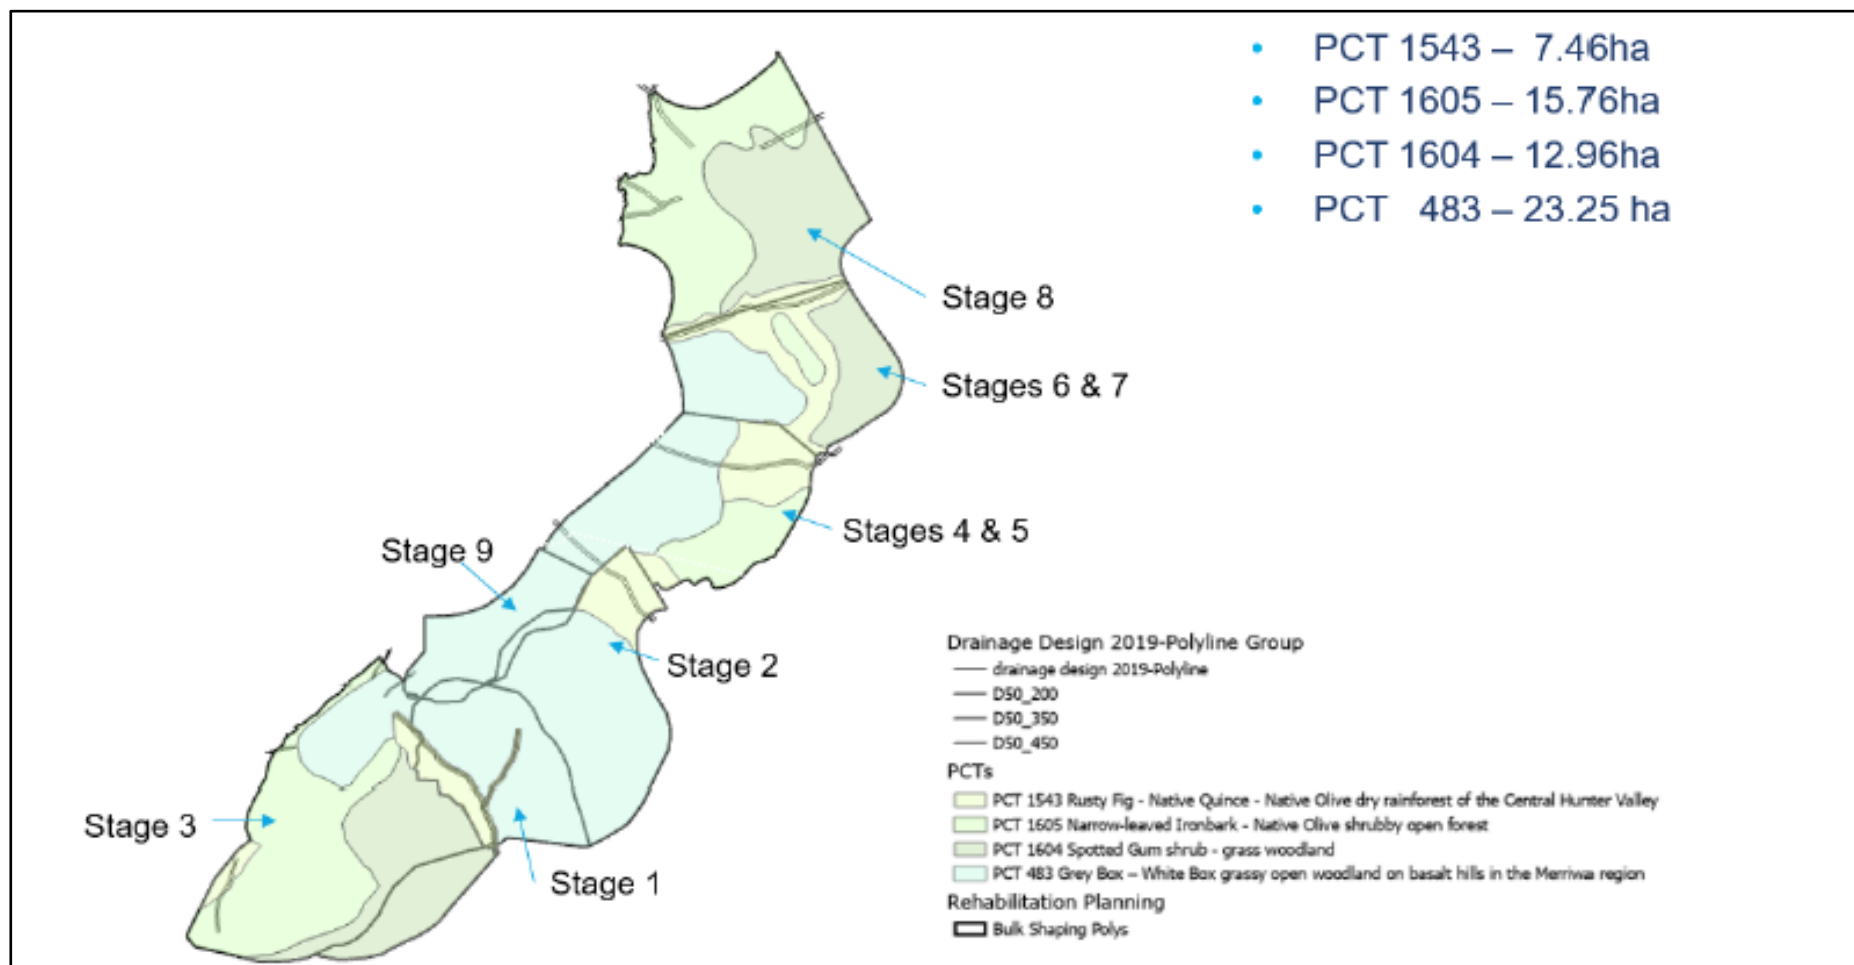 • PCT 1543 – 7.46ha
• PCT 1605 – 15.76ha
• PCT 1604 – 12.96ha
• PCT 483 – 23.25 ha
Stage 8
Stages 6 & 7
Stages 4 & 5
Stage 9
Stage 2
Stage 3
Stage 1
Drainage Design 2019-Polyline Group
drainage design 2019-Polyline
D50_200
D50_350
D50_450
PCTs
PCT 1543 Rusty Fig - Native Quince - Native Olive dry rainforest of the Central Hunter Valley
PCT 1605 Narrow-leaved Ironbark - Native Olive shrubby open forest
PCT 1604 Spotted Gum shrub - grass woodland
PCT 483 Grey Box – White Box grassy open woodland on basalt hills in the Merriwa region
Rehabilitation Planning
Bulk Shaping Polys